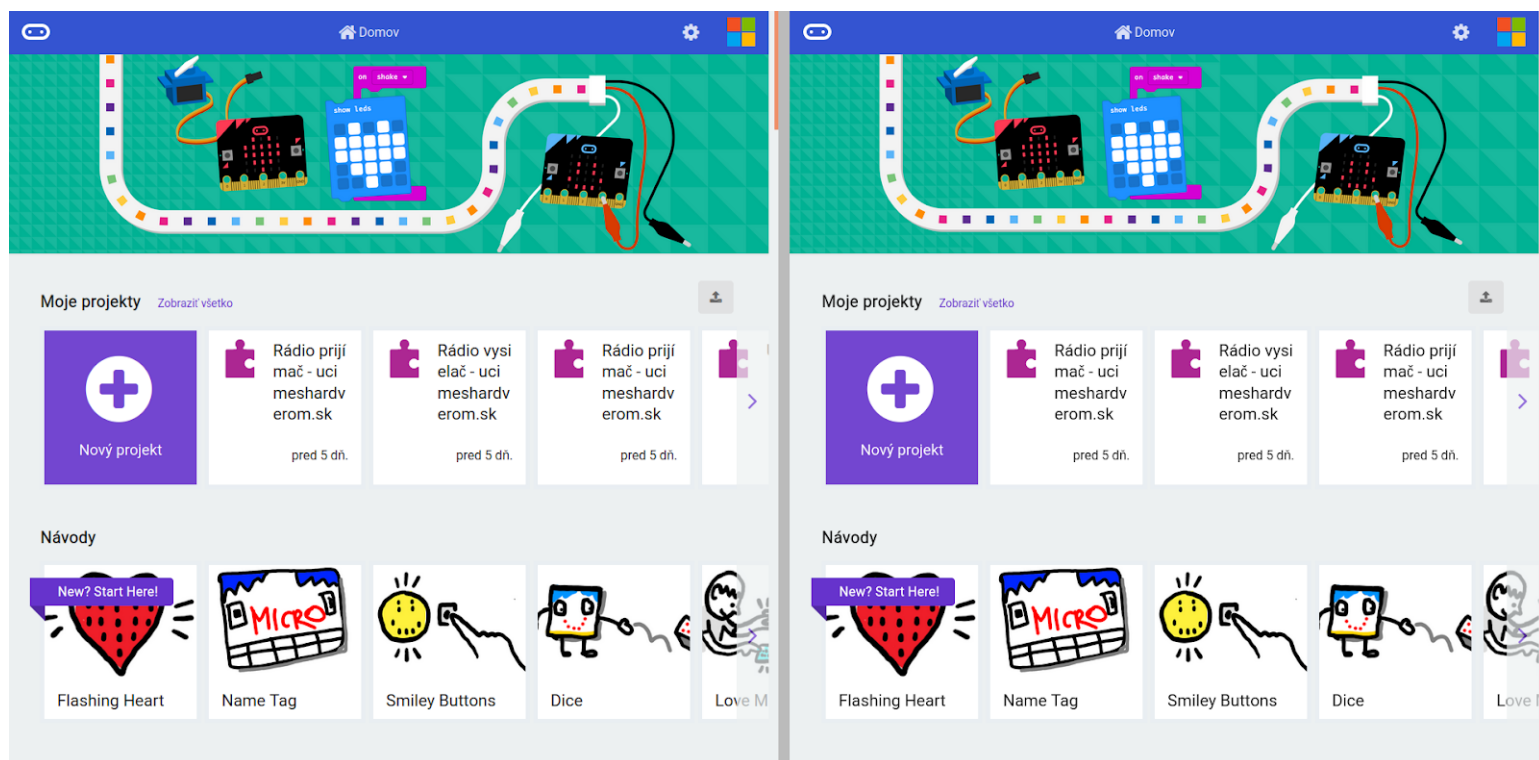 Domov
on shake
show leds
Moje projekty Zobraziť všetko
Nový projekt
Rádio prijí
mač - uci
meshardv
erom.sk
pred 5 dň.
Rádio vysi
elač - uci
meshardv
erom.sk
pred 5 dň.
Rádio prijí
mač - uci
meshardv
erom.sk
pred 5 dň.
Návody
New? Start Here!
MICRO
Flashing Heart
Name Tag
Smiley Buttons
Dice
Love M
Domov
on shake
show leds
Moje projekty Zobraziť všetko
Nový projekt
Rádio prijí
mač - uci
meshardv
erom.sk
pred 5 dň.
Rádio vysi
elač - uci
meshardv
erom.sk
pred 5 dň.
Rádio prijí
mač - uci
meshardv
erom.sk
pred 5 dň.
Návody
New? Start Here!
MICRO
Flashing Heart
Name Tag
Smiley Buttons
Dice
Love